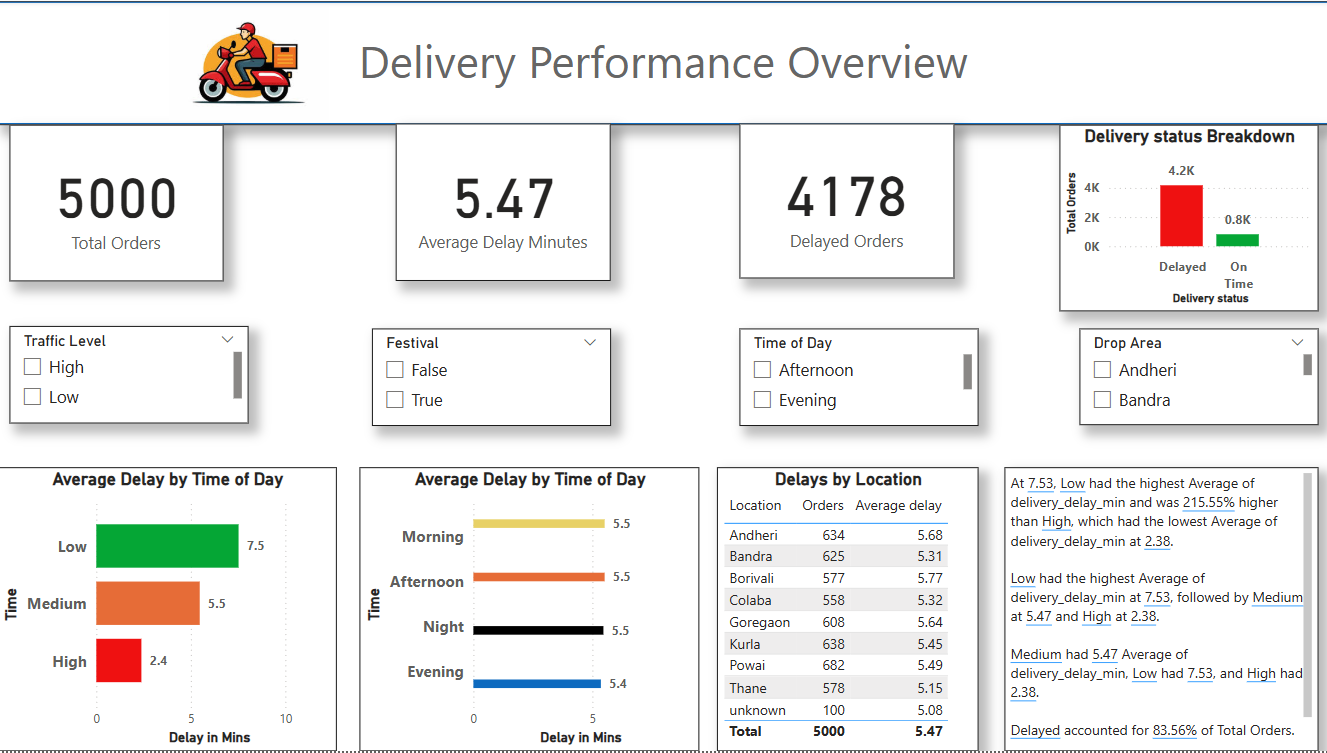 Delivery Performance Overview
5000
Total Orders
5.47
Average Delay Minutes
4178
Delayed Orders
Delivery status Breakdown
Total Orders
4K
2K
0K
4.2K
0.8K
Delayed
On
Time
Delivery status
Traffic Level
High
Low
Festival
False
True
Time of Day
Afternoon
Evening
Drop Area
Andheri
Bandra
Average Delay by Time of Day
Time
Low 7.5
Medium 5.5
High 2.4
0 5 10
Delay in Mins
Average Delay by Time of Day
Time
Morning 5.5
Afternoon 5.5
Night 5.5
Evening 5.4
0 5
Delay in Mins
Delays by Location
Location Orders Average delay
Andheri 634 5.68
Bandra 625 5.31
Borivali 577 5.77
Colaba 558 5.32
Goregaon 608 5.64
Kurla 638 5.45
Powai 682 5.49
Thane 578 5.15
unknown 100 5.08
Total 5000 5.47
At 7.53, Low had the highest Average of
delivery_delay_min and was 215.55% higher
than High, which had the lowest Average of
delivery_delay_min at 2.38.
Low had the highest Average of
delivery_delay_min at 7.53, followed by Medium
at 5.47 and High at 2.38.
Medium had 5.47 Average of
delivery_delay_min, Low had 7.53, and High had
2.38.
Delayed accounted for 83.56% of Total Orders.